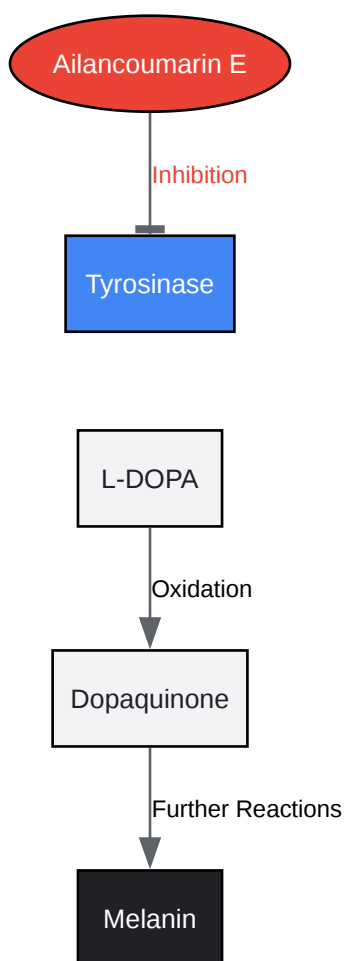 Ailancoumarin E
Inhibition
Tyrosinase
L-DOPA
Oxidation
Dopaquinone
Further Reactions
Melanin